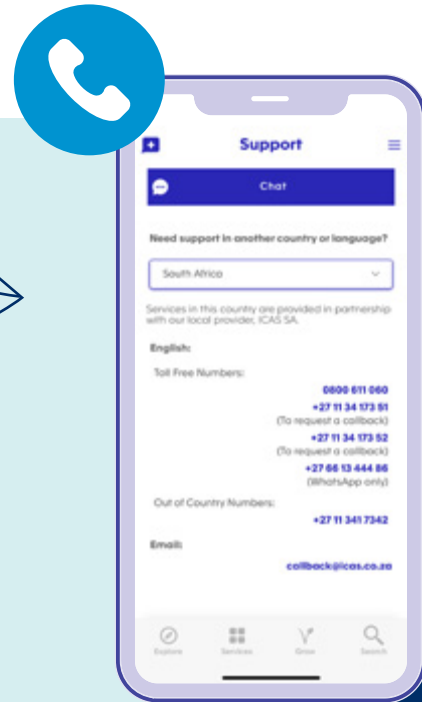 Support
Chat
Need support in another country or language?
South Africa
Services in this country are provided in partnership
with our local provider, ICAS SA.
English:
Toll Free Numbers:
0800 611 060
+27 11 34 173 51
(To request a callback)
+27 11 34 173 52
(To request a callback)
+27 66 13 444 86
(WhatsApp only)
Out of Country Numbers:
+27 11 341 7342
Email:
callback@icas.co.za
Explore
Services
Grow
Search